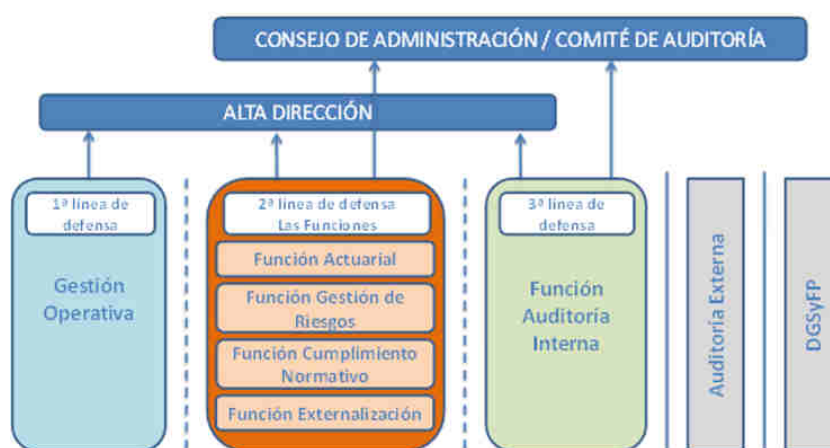 CONSEJO DE ADMINISTRACIÓN / COMITÉ DE AUDITORÍA
ALTA DIRECCIÓN
1ª línea de
defensa
Gestión
Operativa
2ª línea de defensa
Las Funciones
Función Actuarial
Función Gestión de
Riesgos
Función Cumplimiento
Normativo
Función Externalización
3ª línea de
defensa
Función
Auditoría
Interna
Auditoría Externa
DGSyFP